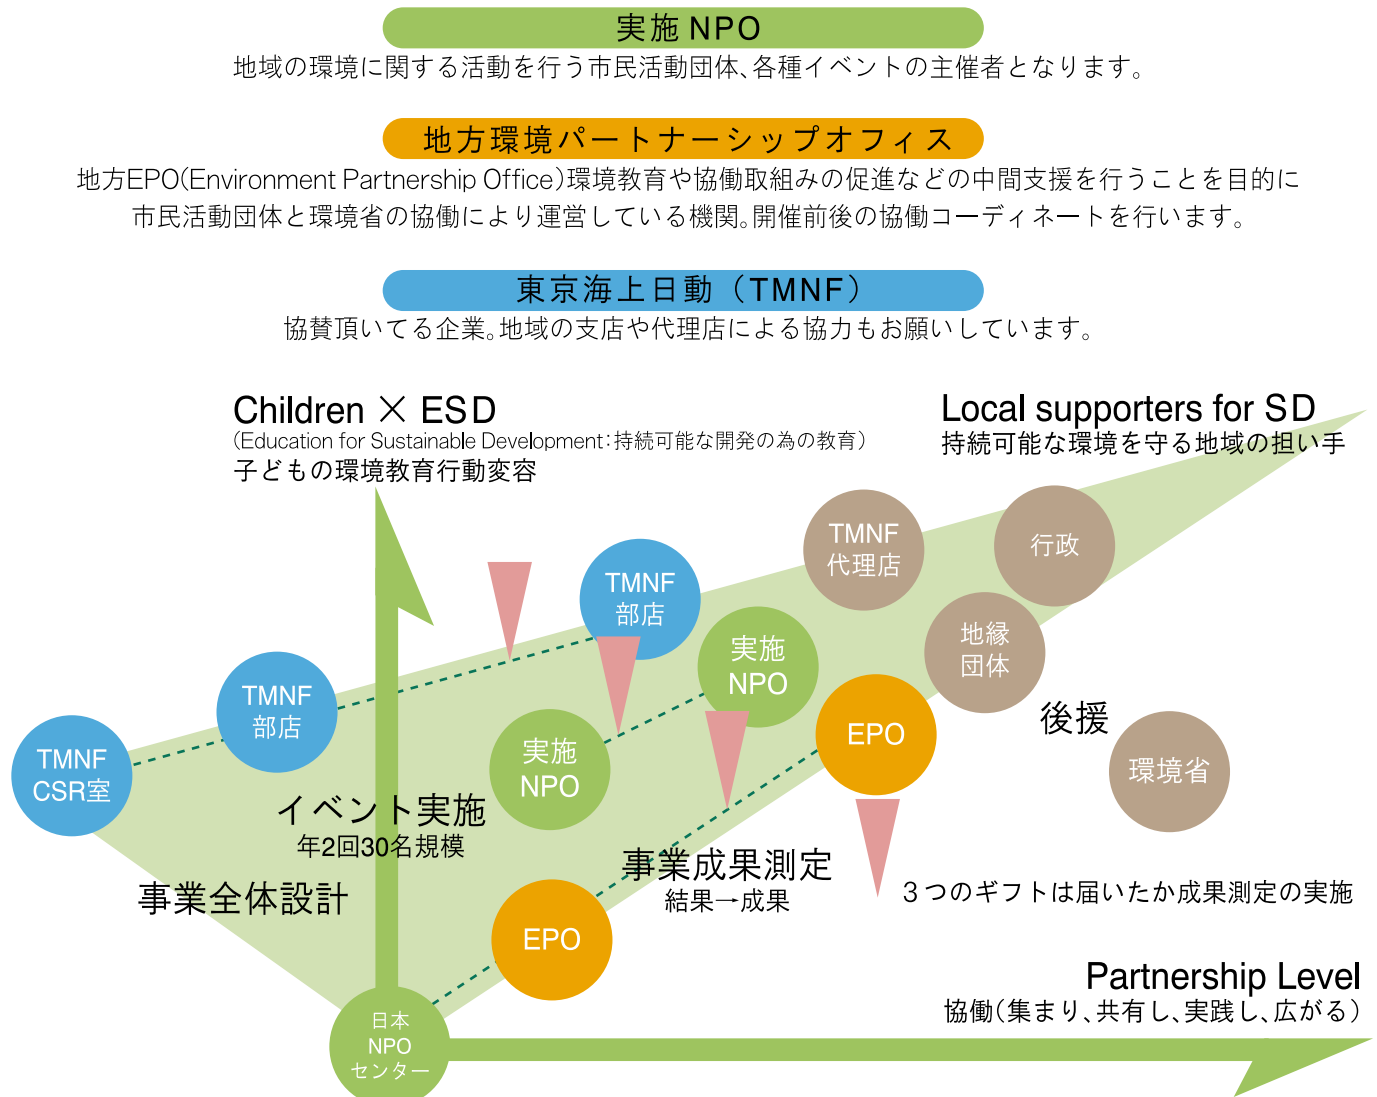 実施 NPO
地域の環境に関する活動を行う市民活動団体、各種イベントの主催者となります。
地方環境パートナーシップオフィス
地方EPO(Environment Partnership Office)環境教育や協働取組みの促進などの中間支援を行うことを目的に
市民活動団体と環境省の協働により運営している機関。開催前後の協働コーディネートを行います。
東京海上日動（TMNF）
協賛頂いてる企業。地域の支店や代理店による協力もお願いしています。
Children × ESD
（Education for Sustainable Development：持続可能な開発の為の教育）
子どもの環境教育行動変容
Local supporters for SD
持続可能な環境を守る地域の担い手
TMNF
代理店
行政
TMNF
部店
地縁
団体
実施
NPO
TMNF
部店
後援
EPO
TMNF
CSR室
実施
NPO
環境省
イベント実施
年2回30名規模
事業成果測定
結果→成果
事業全体設計
３つのギフトは届いたか成果測定の実施
EPO
Partnership Level
協働（集まり、共有し、実践し、広がる）
日本
NPO
センター